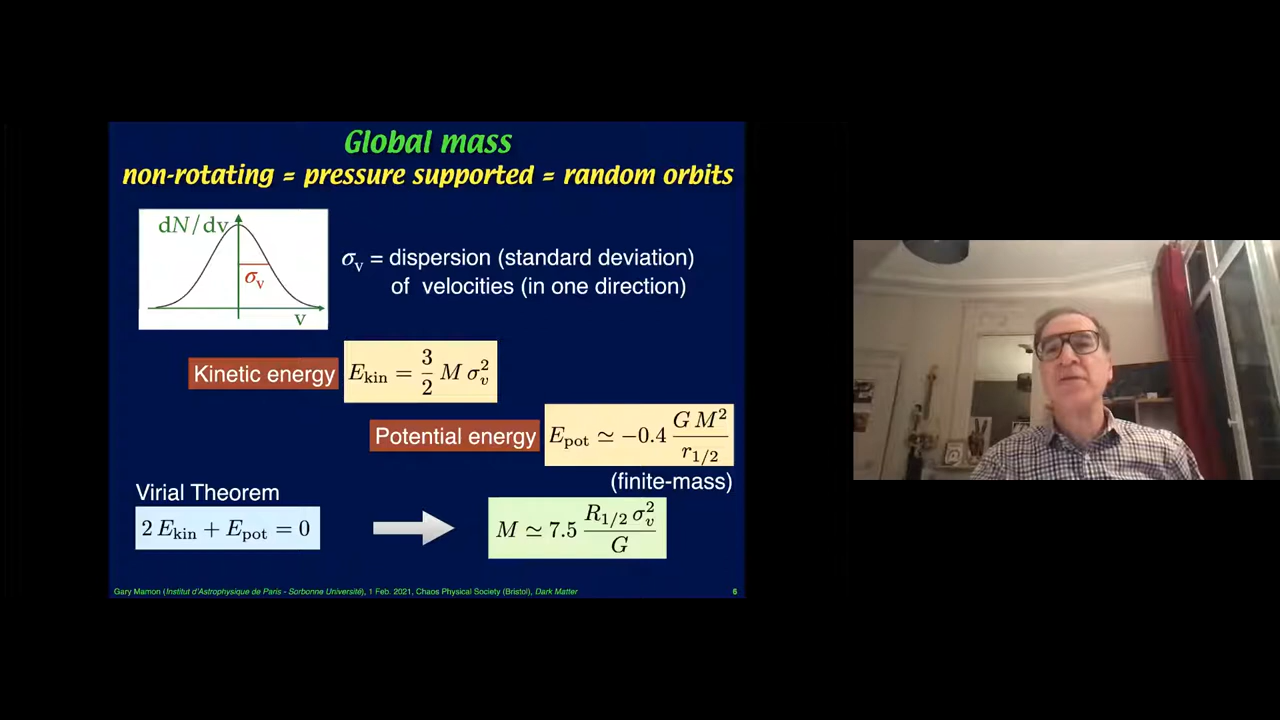 Global mass
non-rotating = pressure supported = random orbits
dN/dv
σv
v
σv = dispersion (standard deviation)
of velocities (in one direction)
Kinetic energy
Ekin = 3/2 M σv²
Potential energy
Epot ≃ −0.4 G M²/r1/2
(finite-mass)
Virial Theorem
2 Ekin + Epot = 0
M ≃ 7.5 R1/2 σv²/G
Gary Mamon (Institut d'Astrophysique de Paris - Sorbonne Université), 1 Feb. 2021, Chaos Physical Society (Bristol), Dark Matter
6